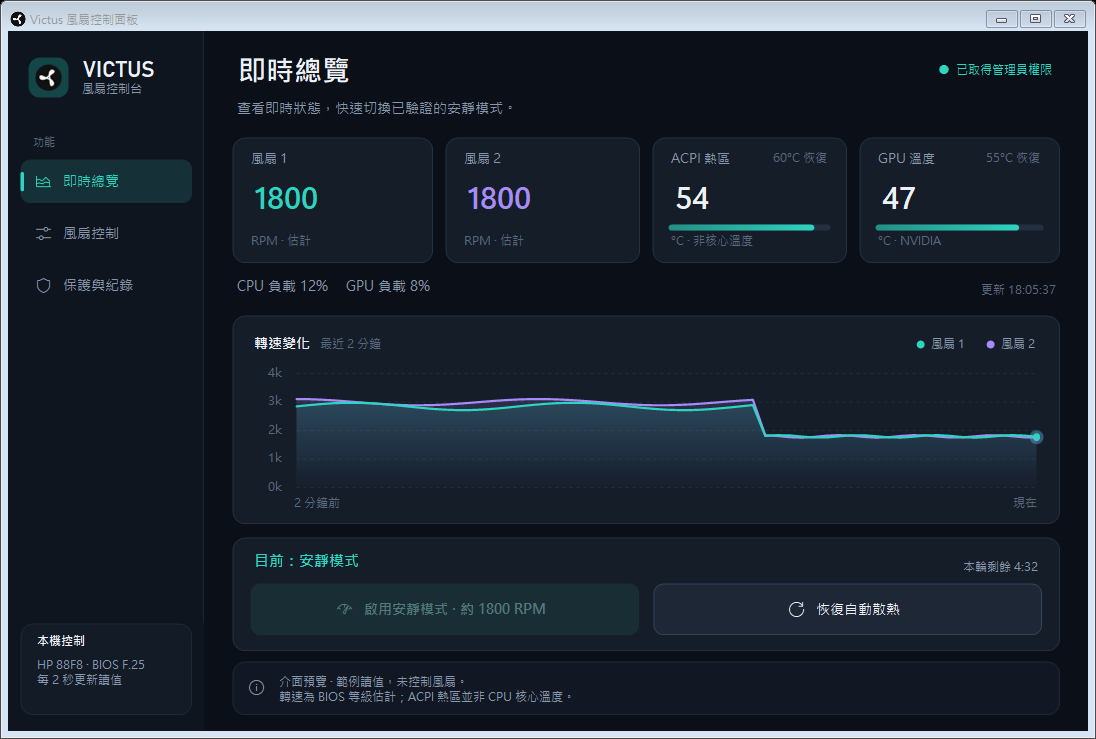 Victus 風扇控制面板
VICTUS
風扇控制台
功能
即時總覽
風扇控制
保護與紀錄
本機控制
HP 88F8 · BIOS F.25
每 2 秒更新讀值
即時總覽
已取得管理員權限
查看即時狀態，快速切換已驗證的安靜模式。
風扇 1
1800
RPM · 估計
風扇 2
1800
RPM · 估計
ACPI 熱區
60°C 恢復
54
°C · 非核心溫度
GPU 溫度
55°C 恢復
47
°C · NVIDIA
CPU 負載 12%
GPU 負載 8%
更新 18:05:37
轉速變化
最近 2 分鐘
風扇 1
風扇 2
4k
3k
2k
1k
0k
2 分鐘前
現在
目前：安靜模式
本輪剩餘 4:32
啟用安靜模式 · 約 1800 RPM
恢復自動散熱
介面預覽 · 範例讀值，未控制風扇。
轉速為 BIOS 等級估計；ACPI 熱區並非 CPU 核心溫度。